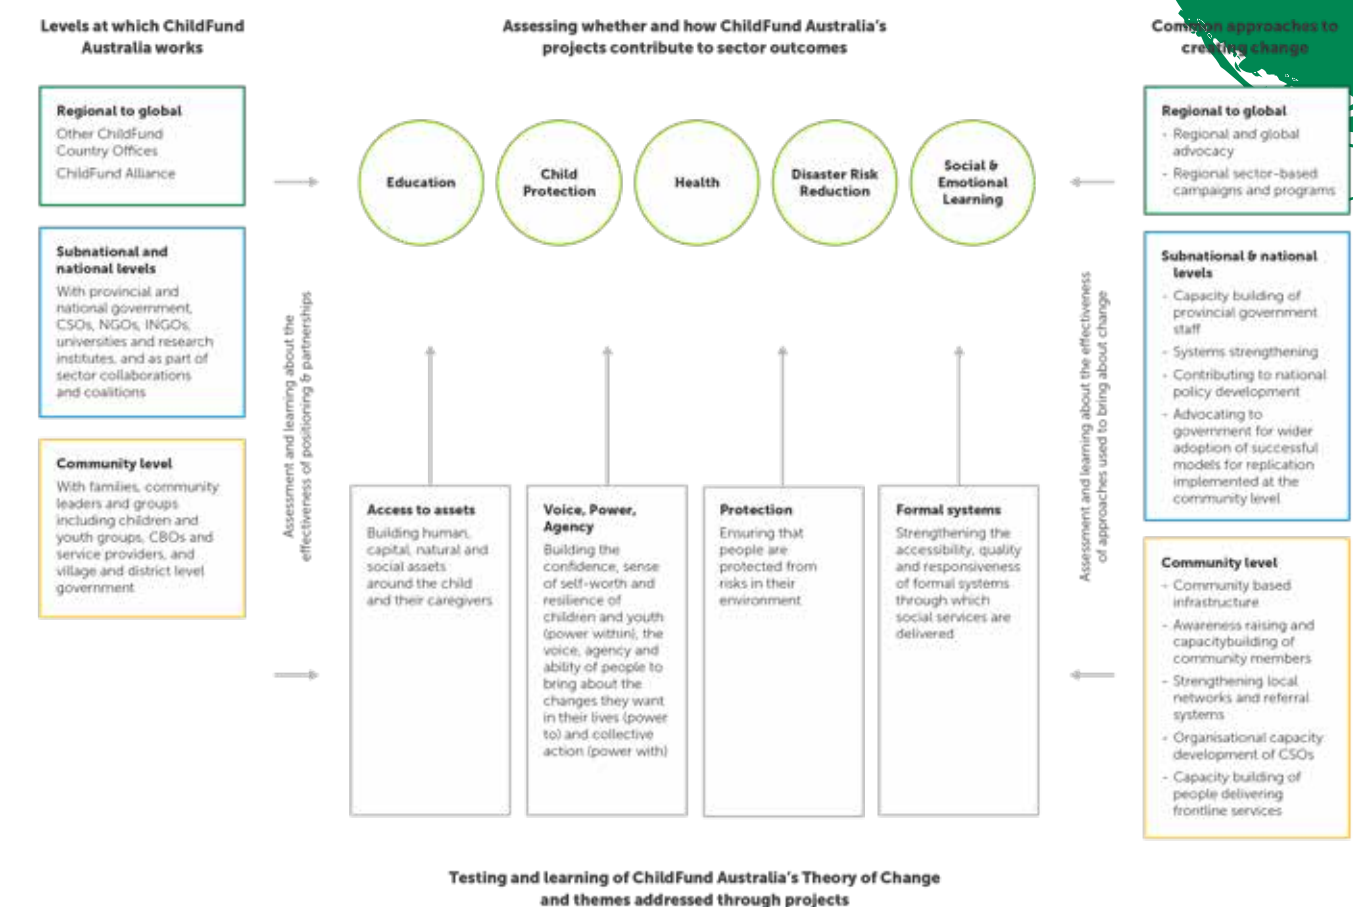 Levels at which ChildFund
Australia works
Regional to global
Other ChildFund
Country Offices
ChildFund Alliance
Subnational and
national levels
With provincial and
national government,
CSOs, NGOs, INGOs,
universities and research
institutes, and as part of
sector collaborations
and coalitions
Community level
With families, community
leaders and groups
including children and
youth groups, CBOs and
service providers, and
village and district level
government
Assessment and learning about the
effectiveness of positioning & partnerships
Assessing whether and how ChildFund Australia's
projects contribute to sector outcomes
Education
Child
Protection
Health
Disaster Risk
Reduction
Social &
Emotional
Learning
Access to assets
Building human,
capital, natural and
social assets
around the child
and their caregivers
Voice, Power,
Agency
Building the
confidence, sense
of self-worth and
resilience of
children and youth
(power within), the
voice, agency and
ability of people to
bring about the
changes they want
in their lives (power
to) and collective
action (power with)
Protection
Ensuring that
people are
protected from
risks in their
environment
Formal systems
Strengthening the
accessibility, quality
and responsiveness
of formal systems
through which
social services are
delivered
Testing and learning of ChildFund Australia's Theory of Change
and themes addressed through projects
Assessment and learning about the effectiveness
of approaches used to bring about change
Common approaches to
creating change
Regional to global
- Regional and global
advocacy
- Regional sector-based
campaigns and programs
Subnational & national
levels
- Capacity building of
provincial government
staff
- Systems strengthening
- Contributing to national
policy development
- Advocating to
government for wider
adoption of successful
models for replication
implemented at the
community level
Community level
- Community based
infrastructure
- Awareness raising and
capacitybuilding of
community members
- Strengthening local
networks and referral
systems
- Organisational capacity
development of CSOs
- Capacity building of
people delivering
frontline services